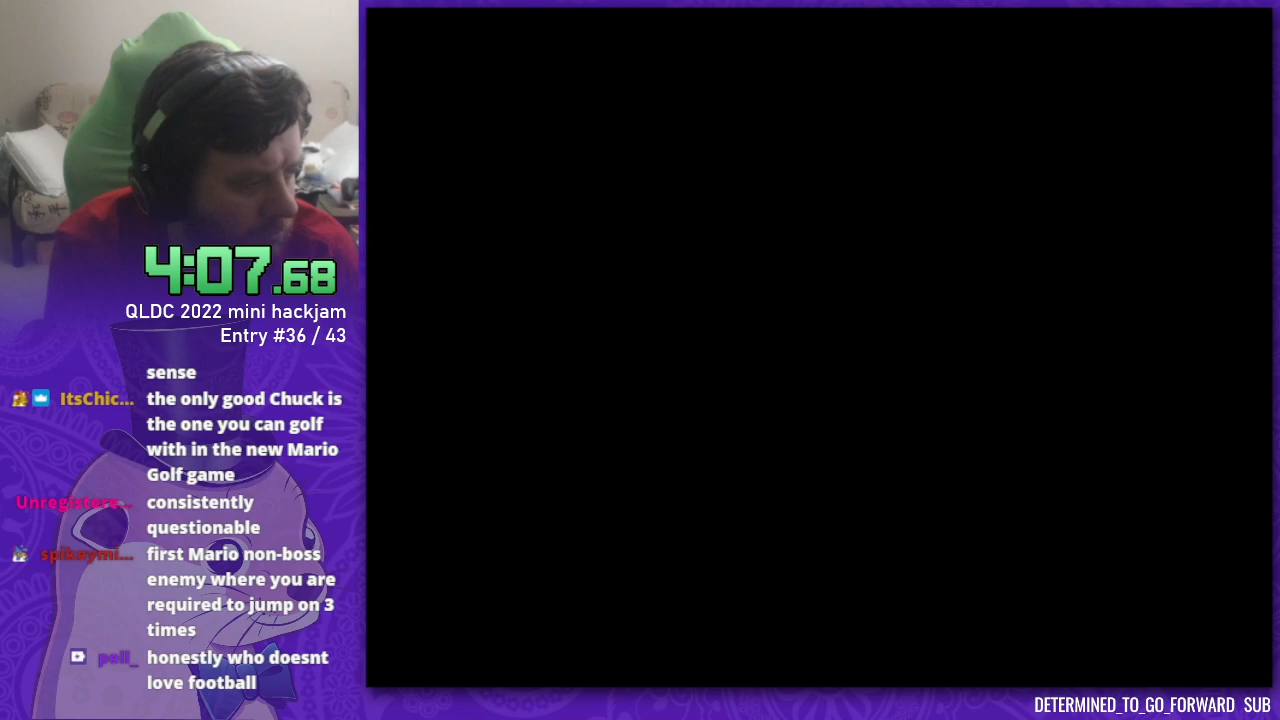 4:07.68
QLDC 2022 mini hackjam
Entry #36 / 43
sense
ItsChic... the only good Chuck is
the one you can golf
with in the new Mario
Golf game
Unregistere... consistently
questionable
spikeymi... first Mario non-boss
enemy where you are
required to jump on 3
times
pell_ honestly who doesnt
love football
DETERMINED_TO_GO_FORWARD SUB